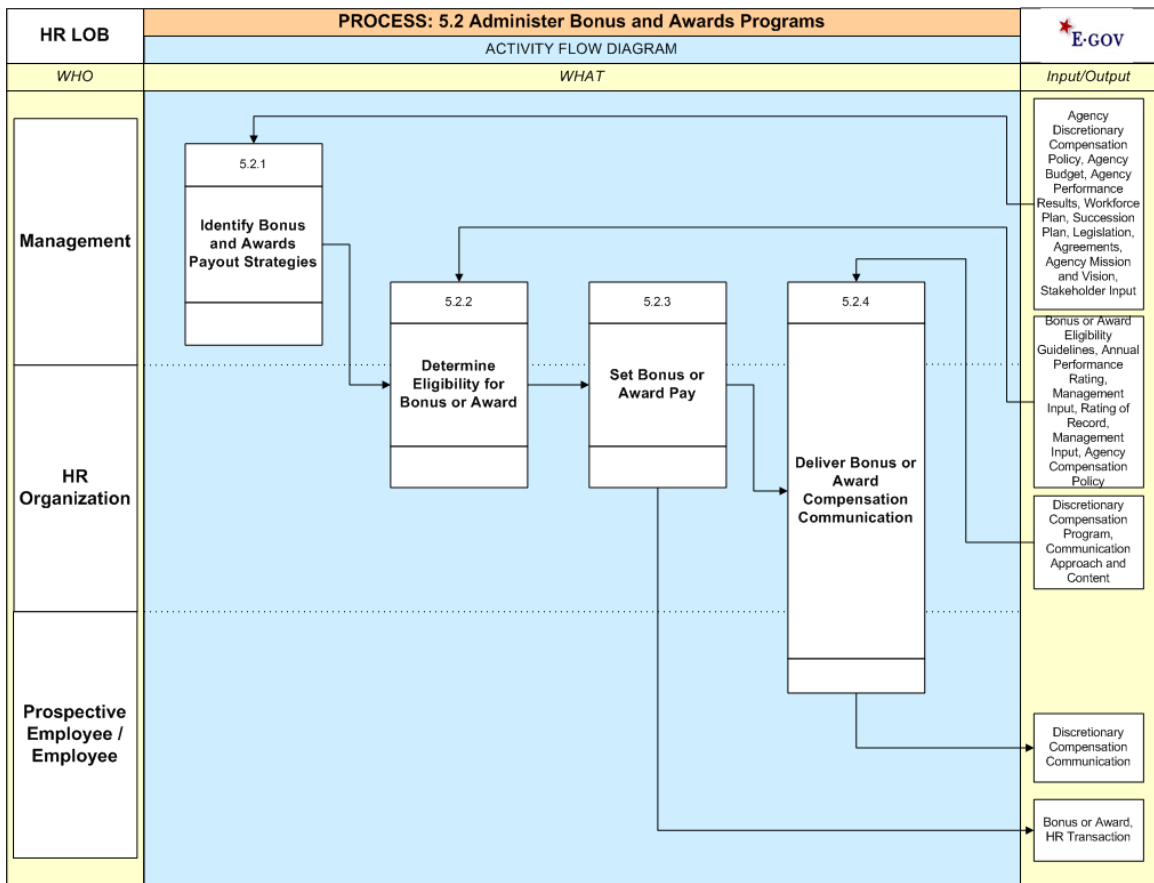 HR LOB
PROCESS: 5.2 Administer Bonus and Awards Programs
ACTIVITY FLOW DIAGRAM
E-GOV
WHO
WHAT
Input/Output
Management
HR
Organization
Prospective
Employee /
Employee
5.2.1
Identify Bonus
and Awards
Payout Strategies
5.2.2
Determine
Eligibility for
Bonus or Award
5.2.3
Set Bonus or
Award Pay
5.2.4
Deliver Bonus or
Award
Compensation
Communication
Agency
Discretionary
Compensation
Policy, Agency
Budget, Agency
Performance
Results, Workforce
Plan, Succession
Plan, Legislation,
Agreements,
Agency Mission
and Vision,
Stakeholder Input
Bonus or Award
Eligibility
Guidelines, Annual
Performance
Rating,
Management
Input, Rating of
Record,
Management
Input, Agency
Compensation
Policy
Discretionary
Compensation
Program,
Communication
Approach and
Content
Discretionary
Compensation
Communication
Bonus or Award,
HR Transaction